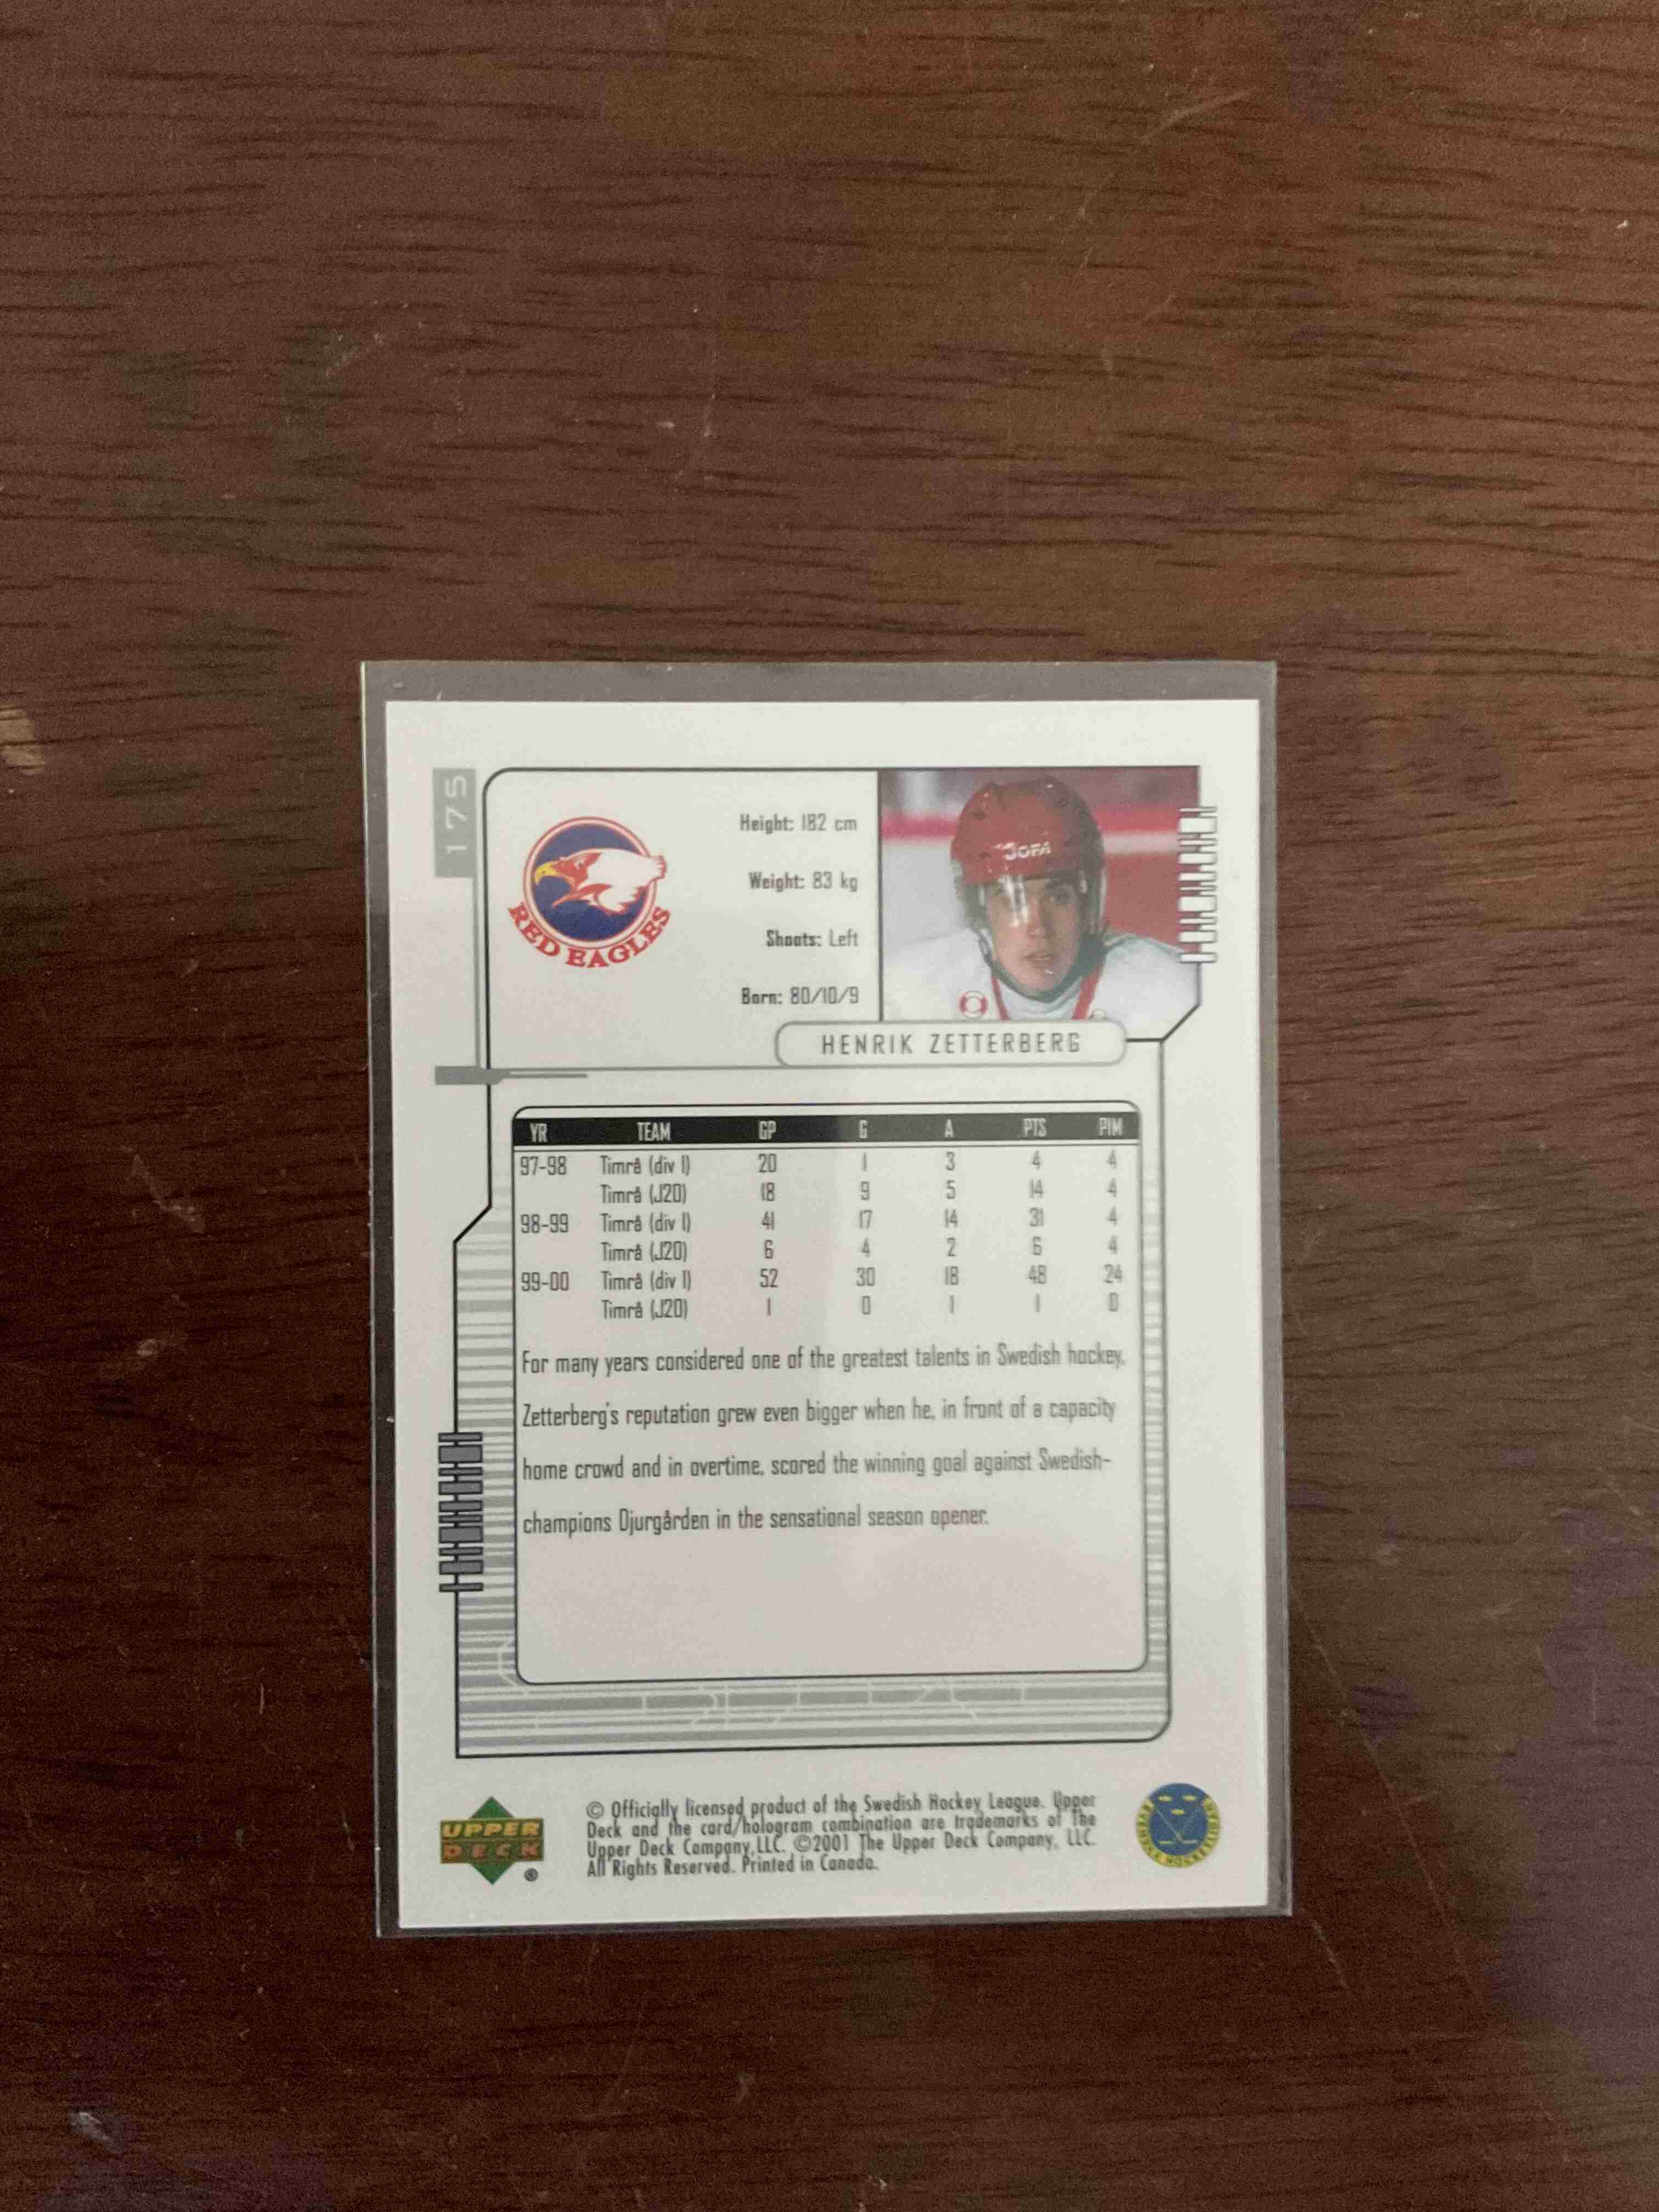 175
RED EAGLES
Height: 182 cm
Weight: 83 kg
Shoots: Left
Born: 80/10/9
JOFA
HENRIK ZETTERBERG
YR TEAM GP G A PTS PIM
97-98 Timrå (div I) 20 1 3 4 4
Timrå (J20) 18 9 5 14 4
98-99 Timrå (div I) 41 17 14 31 4
Timrå (J20) 6 4 2 6 4
99-00 Timrå (div I) 52 30 18 48 24
Timrå (J20) 1 0 1 1 0
For many years considered one of the greatest talents in Swedish hockey,
Zetterberg's reputation grew even bigger when he, in front of a capacity
home crowd and in overtime, scored the winning goal against Swedish-
champions Djurgården in the sensational season opener.
UPPER
DECK
®
© Officially licensed product of the Swedish Hockey League. Upper
Deck and the card/hologram combination are trademarks of The
Upper Deck Company, LLC. ©2001 The Upper Deck Company, LLC.
All Rights Reserved. Printed in Canada.